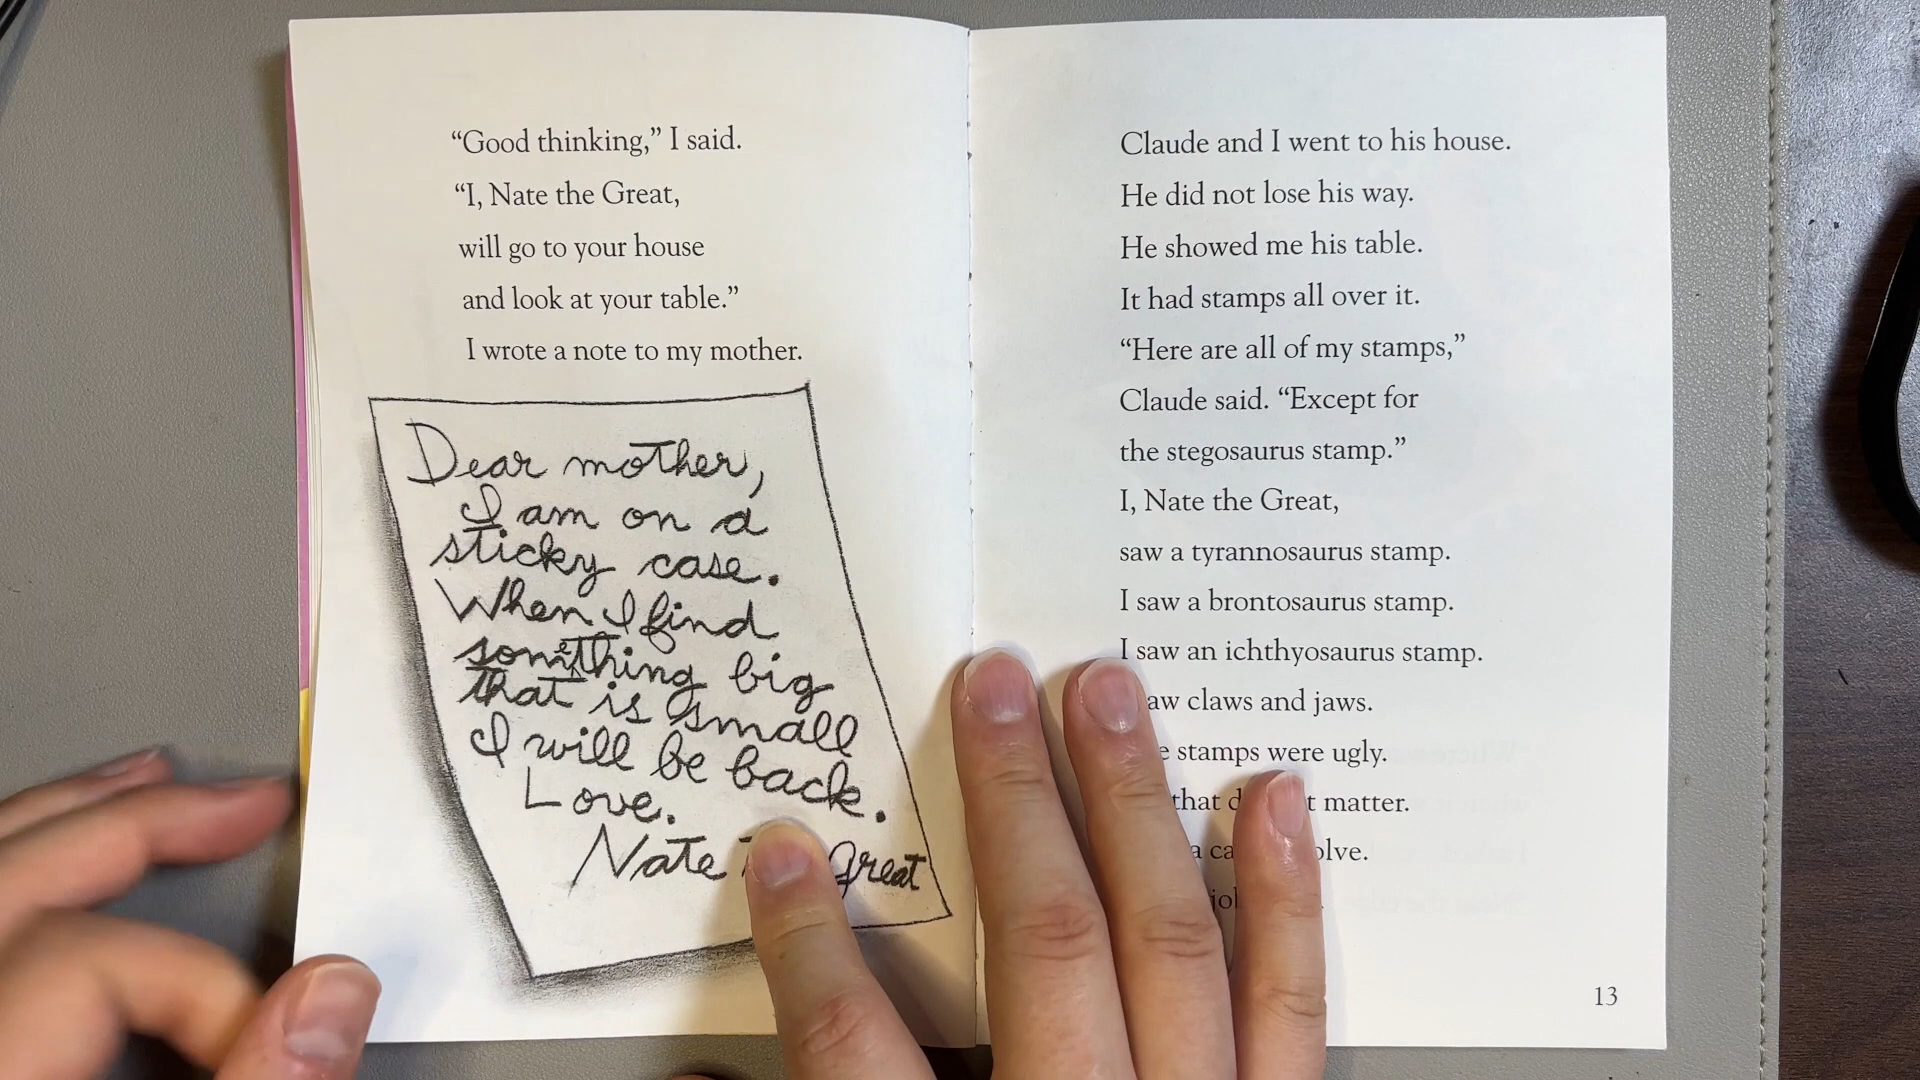 “Good thinking,” I said.
“I, Nate the Great,
will go to your house
and look at your table.”
I wrote a note to my mother.
Dear mother,
I am on a
sticky case.
When I find
something big
that is small
I will be back.
Love.
Nate Great
Claude and I went to his house.
He did not lose his way.
He showed me his table.
It had stamps all over it.
“Here are all of my stamps,”
Claude said. “Except for
the stegosaurus stamp.”
I, Nate the Great,
saw a tyrannosaurus stamp.
I saw a brontosaurus stamp.
I saw an ichthyosaurus stamp.
saw claws and jaws.
stamps were ugly.
that matter.
a
13